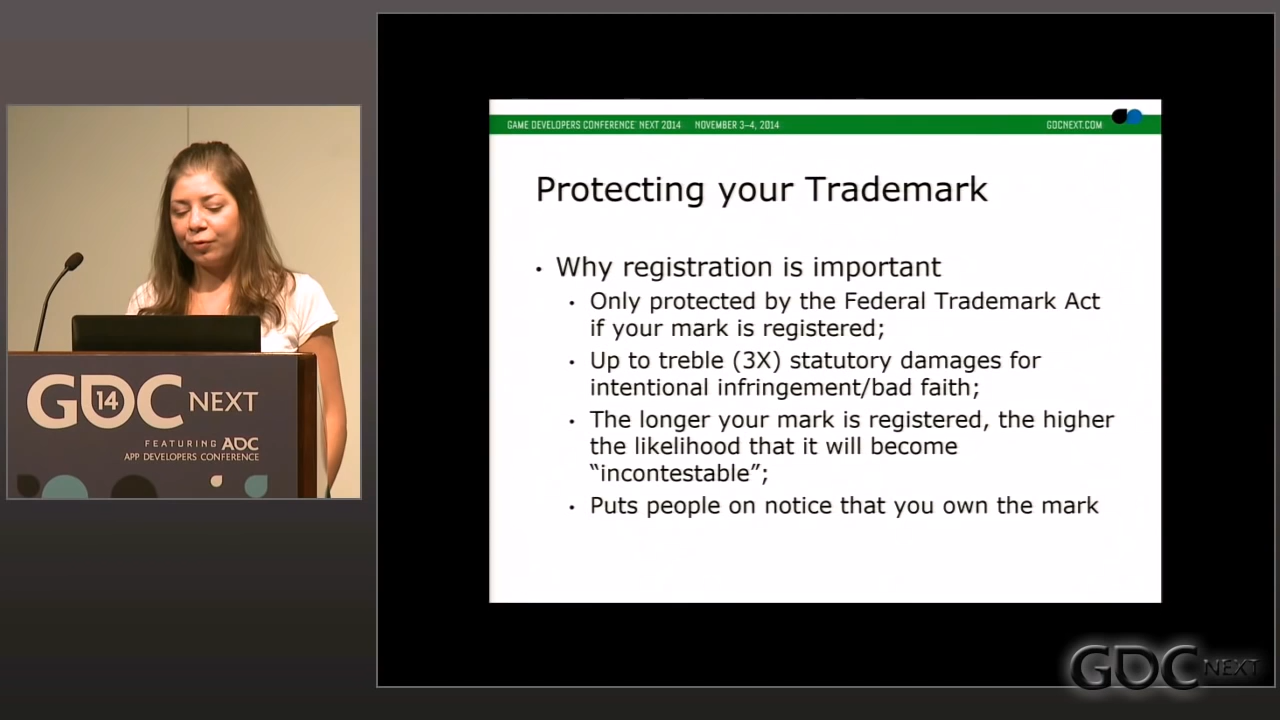 GAME DEVELOPERS CONFERENCE NEXT 2014 NOVEMBER 3–4, 2014 GDCNEXT.COM
Protecting your Trademark
• Why registration is important
• Only protected by the Federal Trademark Act
if your mark is registered;
• Up to treble (3X) statutory damages for
intentional infringement/bad faith;
• The longer your mark is registered, the higher
the likelihood that it will become
“incontestable”;
• Puts people on notice that you own the mark
GDC 14 NEXT
FEATURING ADC
APP DEVELOPERS CONFERENCE
GDC NEXT